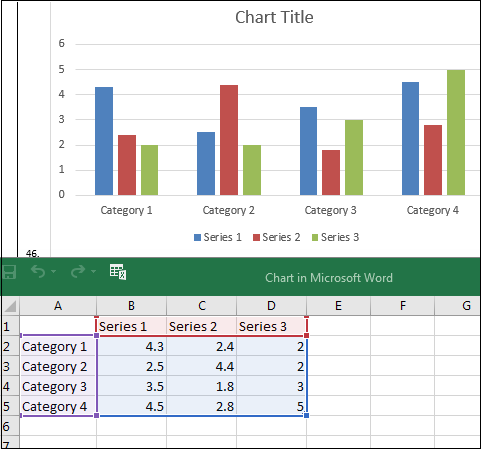 Chart Title
6
5
4
3
2
1
0
Category 1 Category 2 Category 3 Category 4
Series 1 Series 2 Series 3
46.
Chart in Microsoft Word
A B C D E F G
1 Series 1 Series 2 Series 3
2 Category 1 4.3 2.4 2
3 Category 2 2.5 4.4 2
4 Category 3 3.5 1.8 3
5 Category 4 4.5 2.8 5
6
7